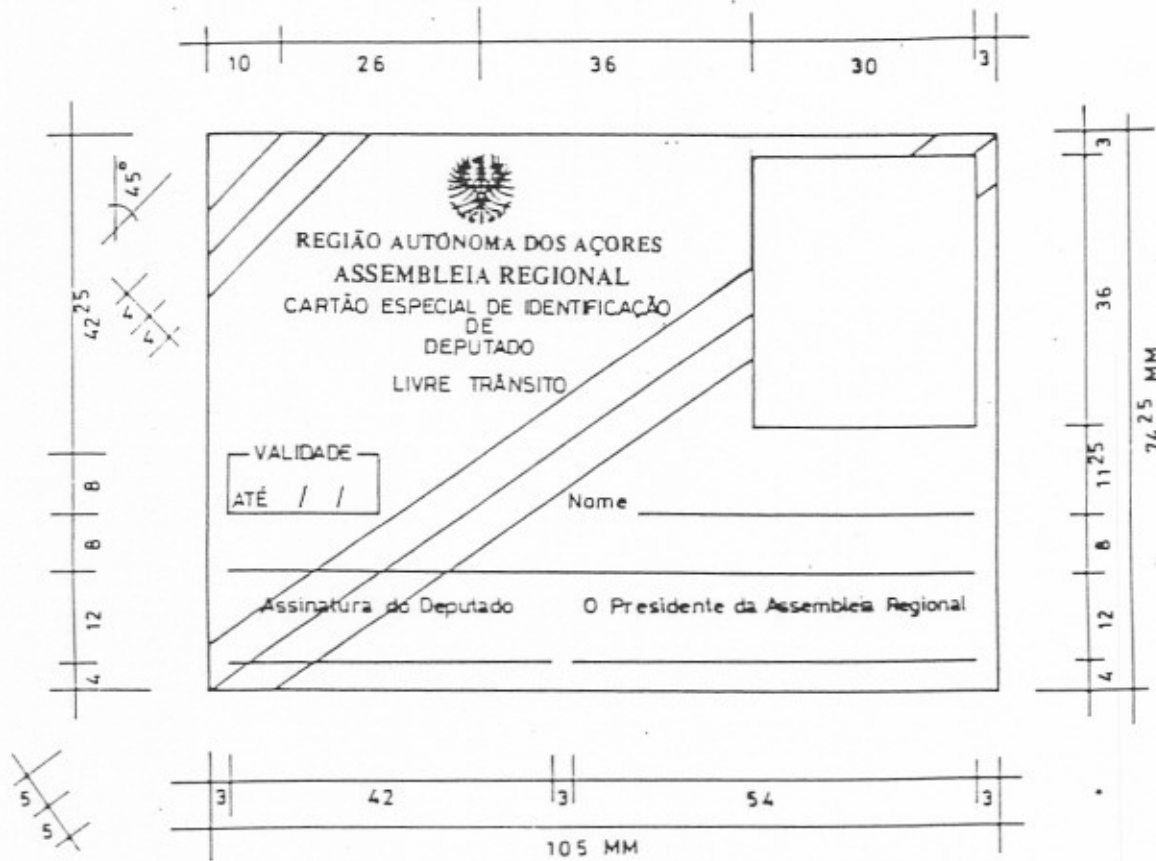 10 26 36 30 3
45°
4 4
42²⁵ 8 8 12 4
5 5
REGIÃO AUTÓNOMA DOS AÇORES
ASSEMBLEIA REGIONAL
CARTÃO ESPECIAL DE IDENTIFICAÇÃO
DE
DEPUTADO
LIVRE TRÂNSITO
VALIDADE
ATÉ / /
Nome
Assinatura do Deputado O Presidente da Assembleia Regional
3 36 11²⁵ 8 12 4
74²⁵ MM
3 42 3 54 3
105 MM